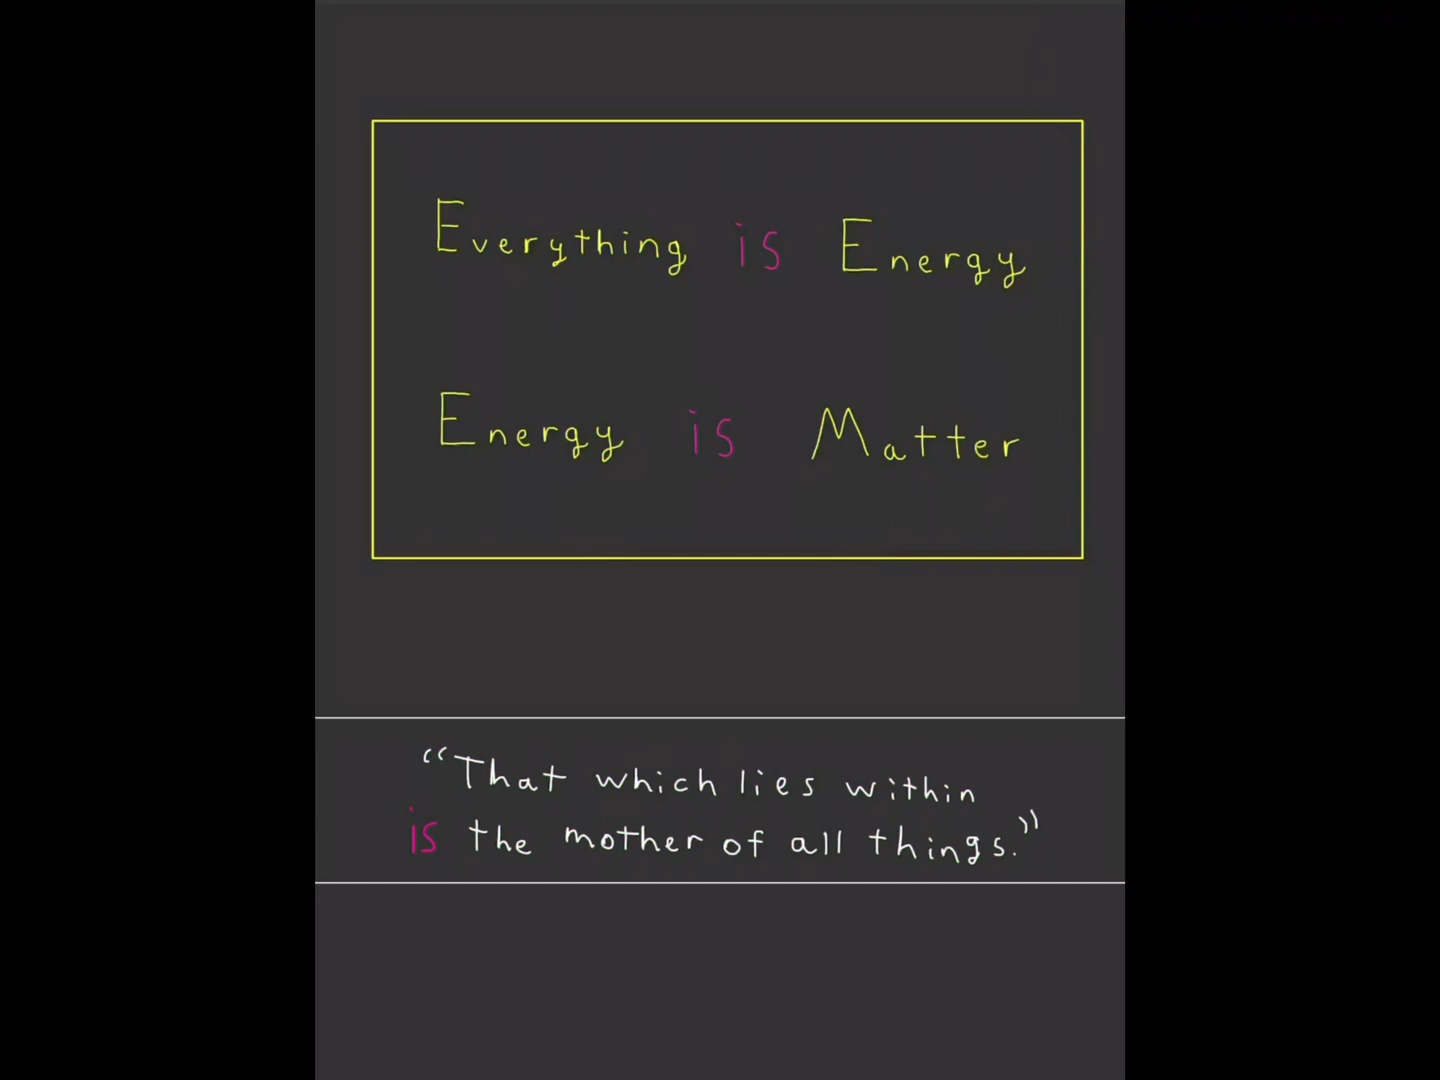 Everything is Energy
Energy is Matter
“That which lies within
is the mother of all things.”